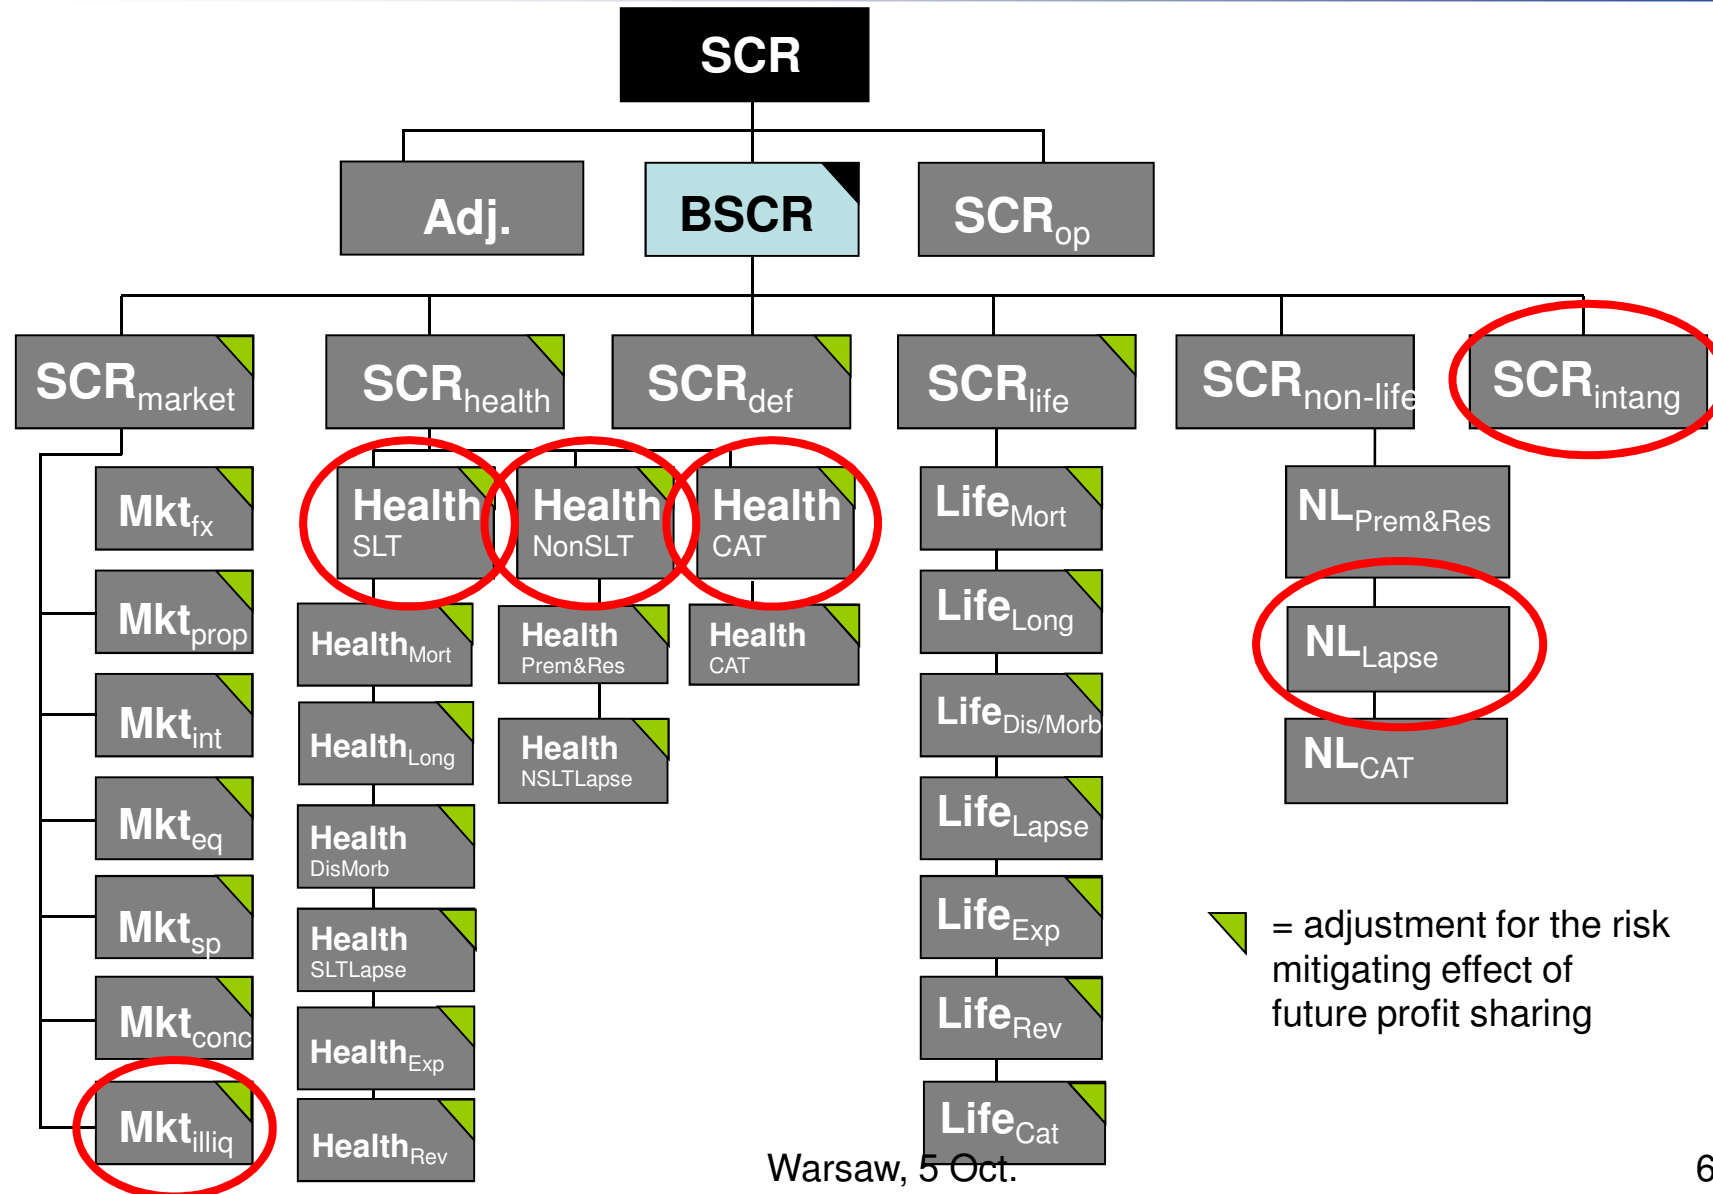 SCR
Adj.
BSCR
SCRop
SCRmarket
SCRhealth
SCRdef
SCRlife
SCRnon-life
SCRintang
Mktfx
Mktprop
Mktint
Mkteq
Mktsp
Mktconc
Mktilliq
Health
SLT
HealthMort
HealthLong
Health
DisMorb
Health
SLTLapse
HealthExp
HealthRev
Health
NonSLT
Health
Prem&Res
Health
NSLTLapse
Health
CAT
Health
CAT
LifeMort
LifeLong
LifeDis/Morb
LifeLapse
LifeExp
LifeRev
LifeCat
NLPrem&Res
NLLapse
NLCAT
= adjustment for the risk
mitigating effect of
future profit sharing
Warsaw, 5 Oct.
6